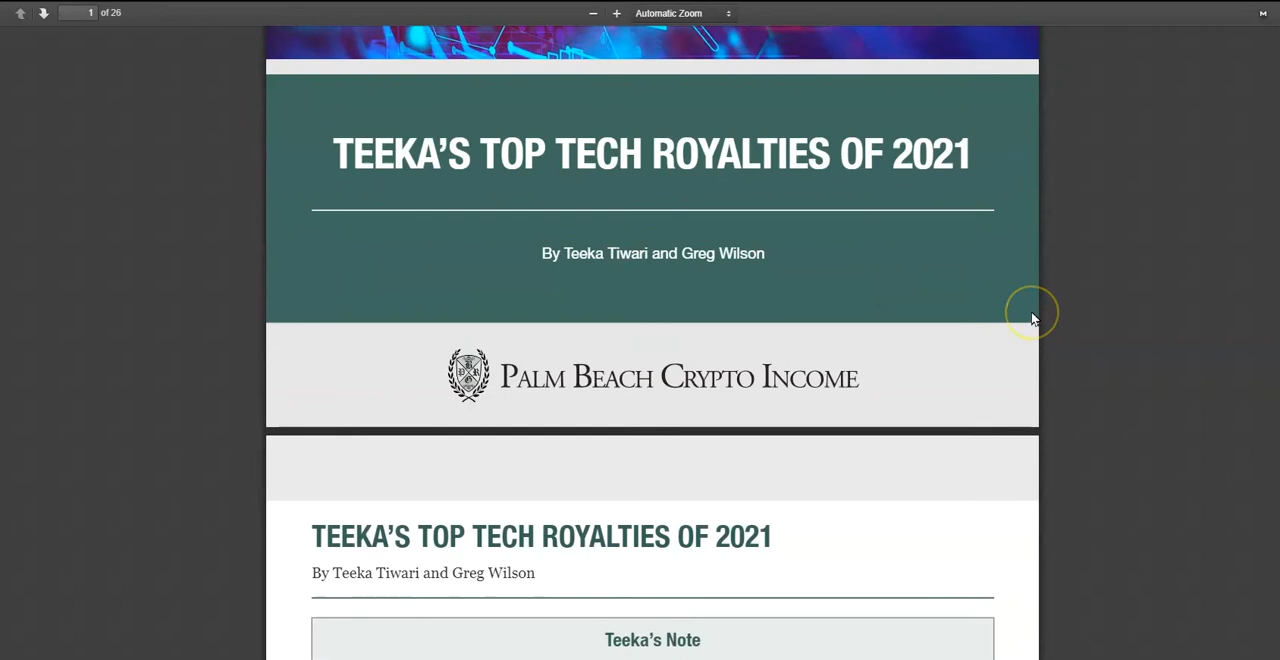 1 of 26 Automatic Zoom
TEEKA'S TOP TECH ROYALTIES OF 2021
By Teeka Tiwari and Greg Wilson
PALM BEACH CRYPTO INCOME
TEEKA'S TOP TECH ROYALTIES OF 2021
By Teeka Tiwari and Greg Wilson
Teeka's Note